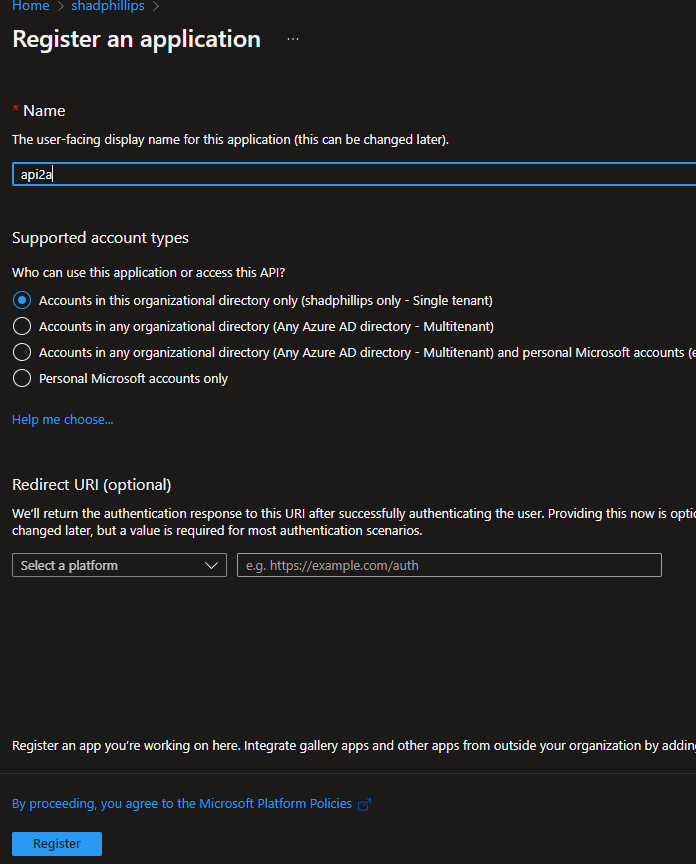 Home > shadphillips >
Register an application ...
* Name
The user-facing display name for this application (this can be changed later).
api2a
Supported account types
Who can use this application or access this API?
Accounts in this organizational directory only (shadphillips only - Single tenant)
Accounts in any organizational directory (Any Azure AD directory - Multitenant)
Accounts in any organizational directory (Any Azure AD directory - Multitenant) and personal Microsoft accounts (e
Personal Microsoft accounts only
Help me choose...
Redirect URI (optional)
We'll return the authentication response to this URI after successfully authenticating the user. Providing this now is optio
changed later, but a value is required for most authentication scenarios.
Select a platform
e.g. https://example.com/auth
Register an app you're working on here. Integrate gallery apps and other apps from outside your organization by adding
By proceeding, you agree to the Microsoft Platform Policies
Register